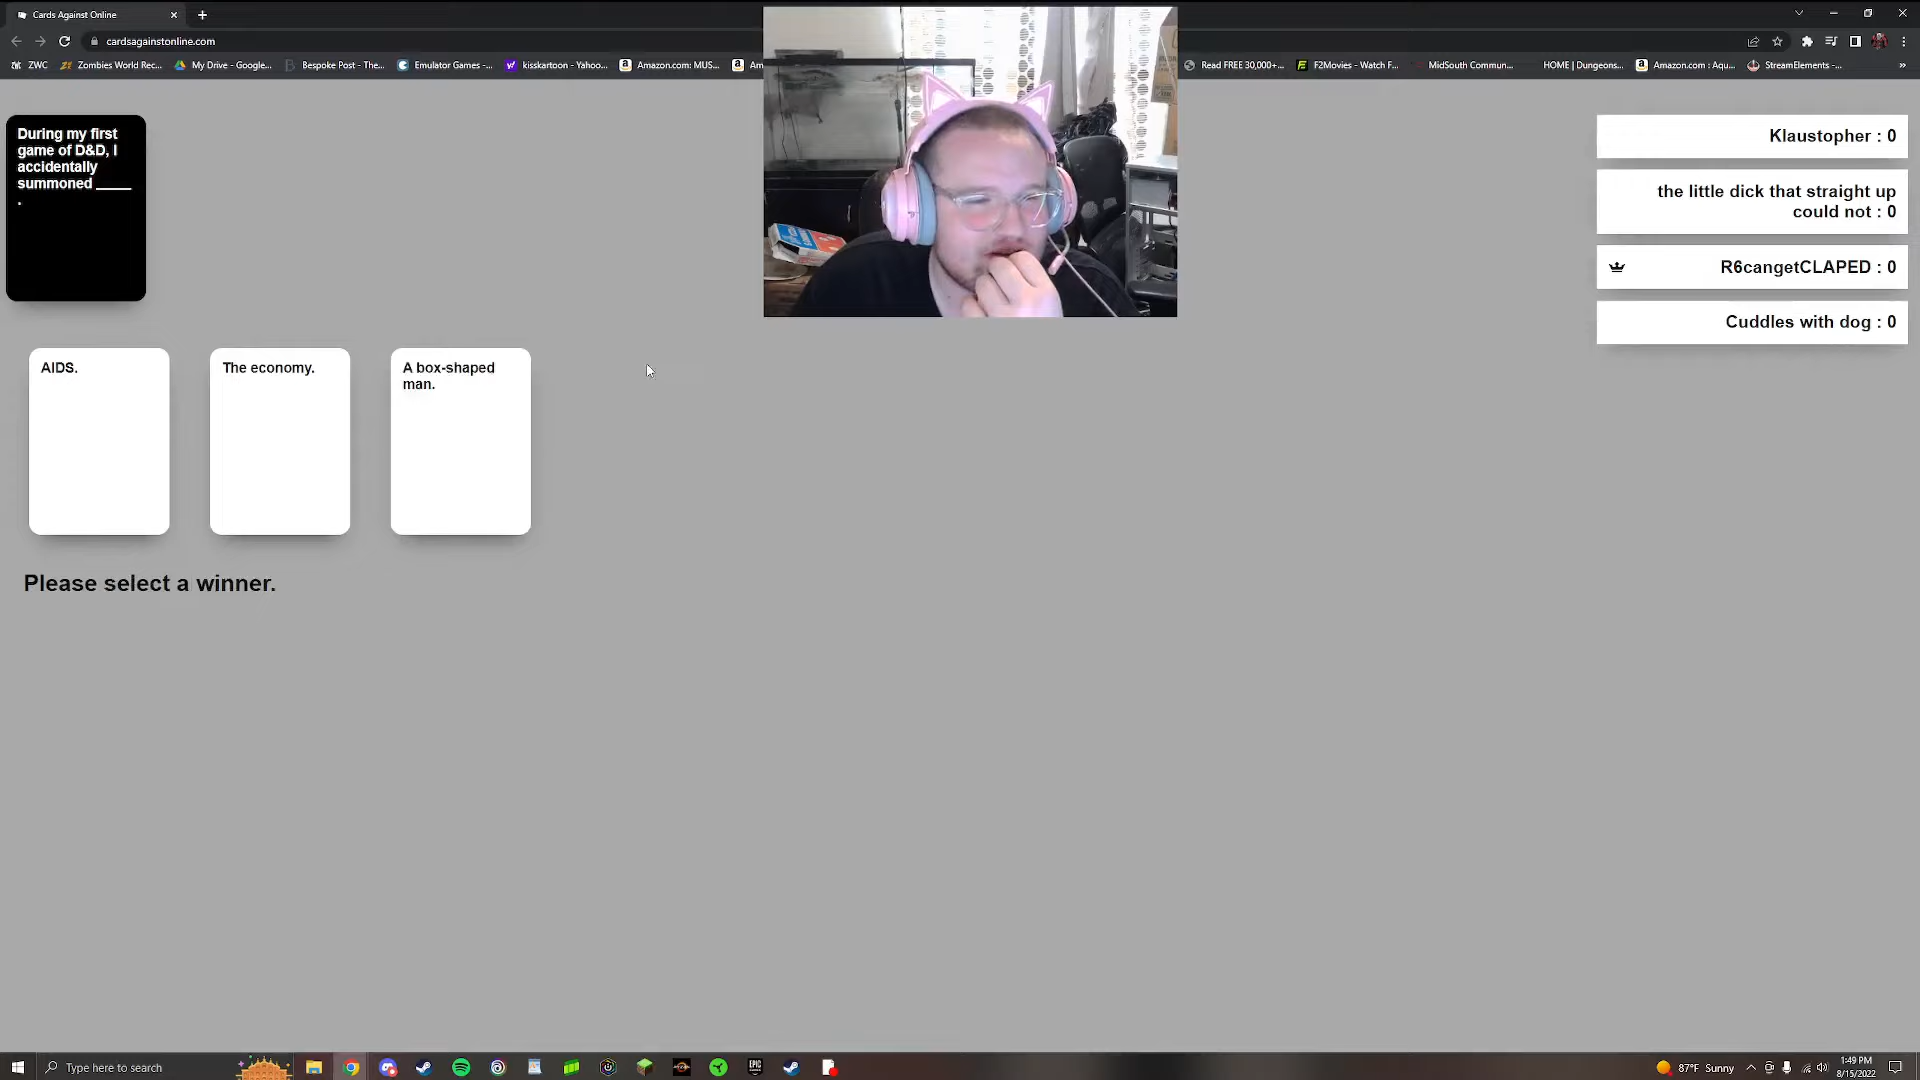 Cards Against Online
cardsagainstonline.com
ZWC
Zombies World Rec...
My Drive - Google...
Bespoke Post - The...
Emulator Games -...
kisskartoon - Yahoo...
Amazon.com: MUS...
Am
Read FREE 30,000+...
F2Movies - Watch F...
MidSouth Commun...
HOME | Dungeons...
Amazon.com : Aqu...
StreamElements -...
During my first
game of D&D, I
accidentally
summoned _____
.
Klaustopher : 0
the little dick that straight up
could not : 0
R6cangetCLAPED : 0
Cuddles with dog : 0
AIDS.
The economy.
A box-shaped
man.
Please select a winner.
Type here to search
87°F Sunny
1:49 PM
8/15/2022